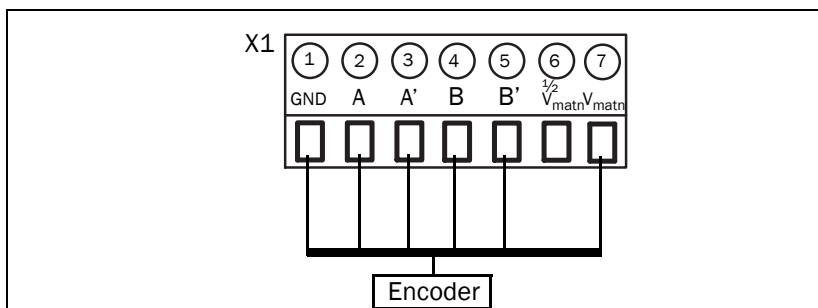 X1
1 2 3 4 5 6 7
GND A A’ B B’ ½ Vmatn Vmatn
Encoder